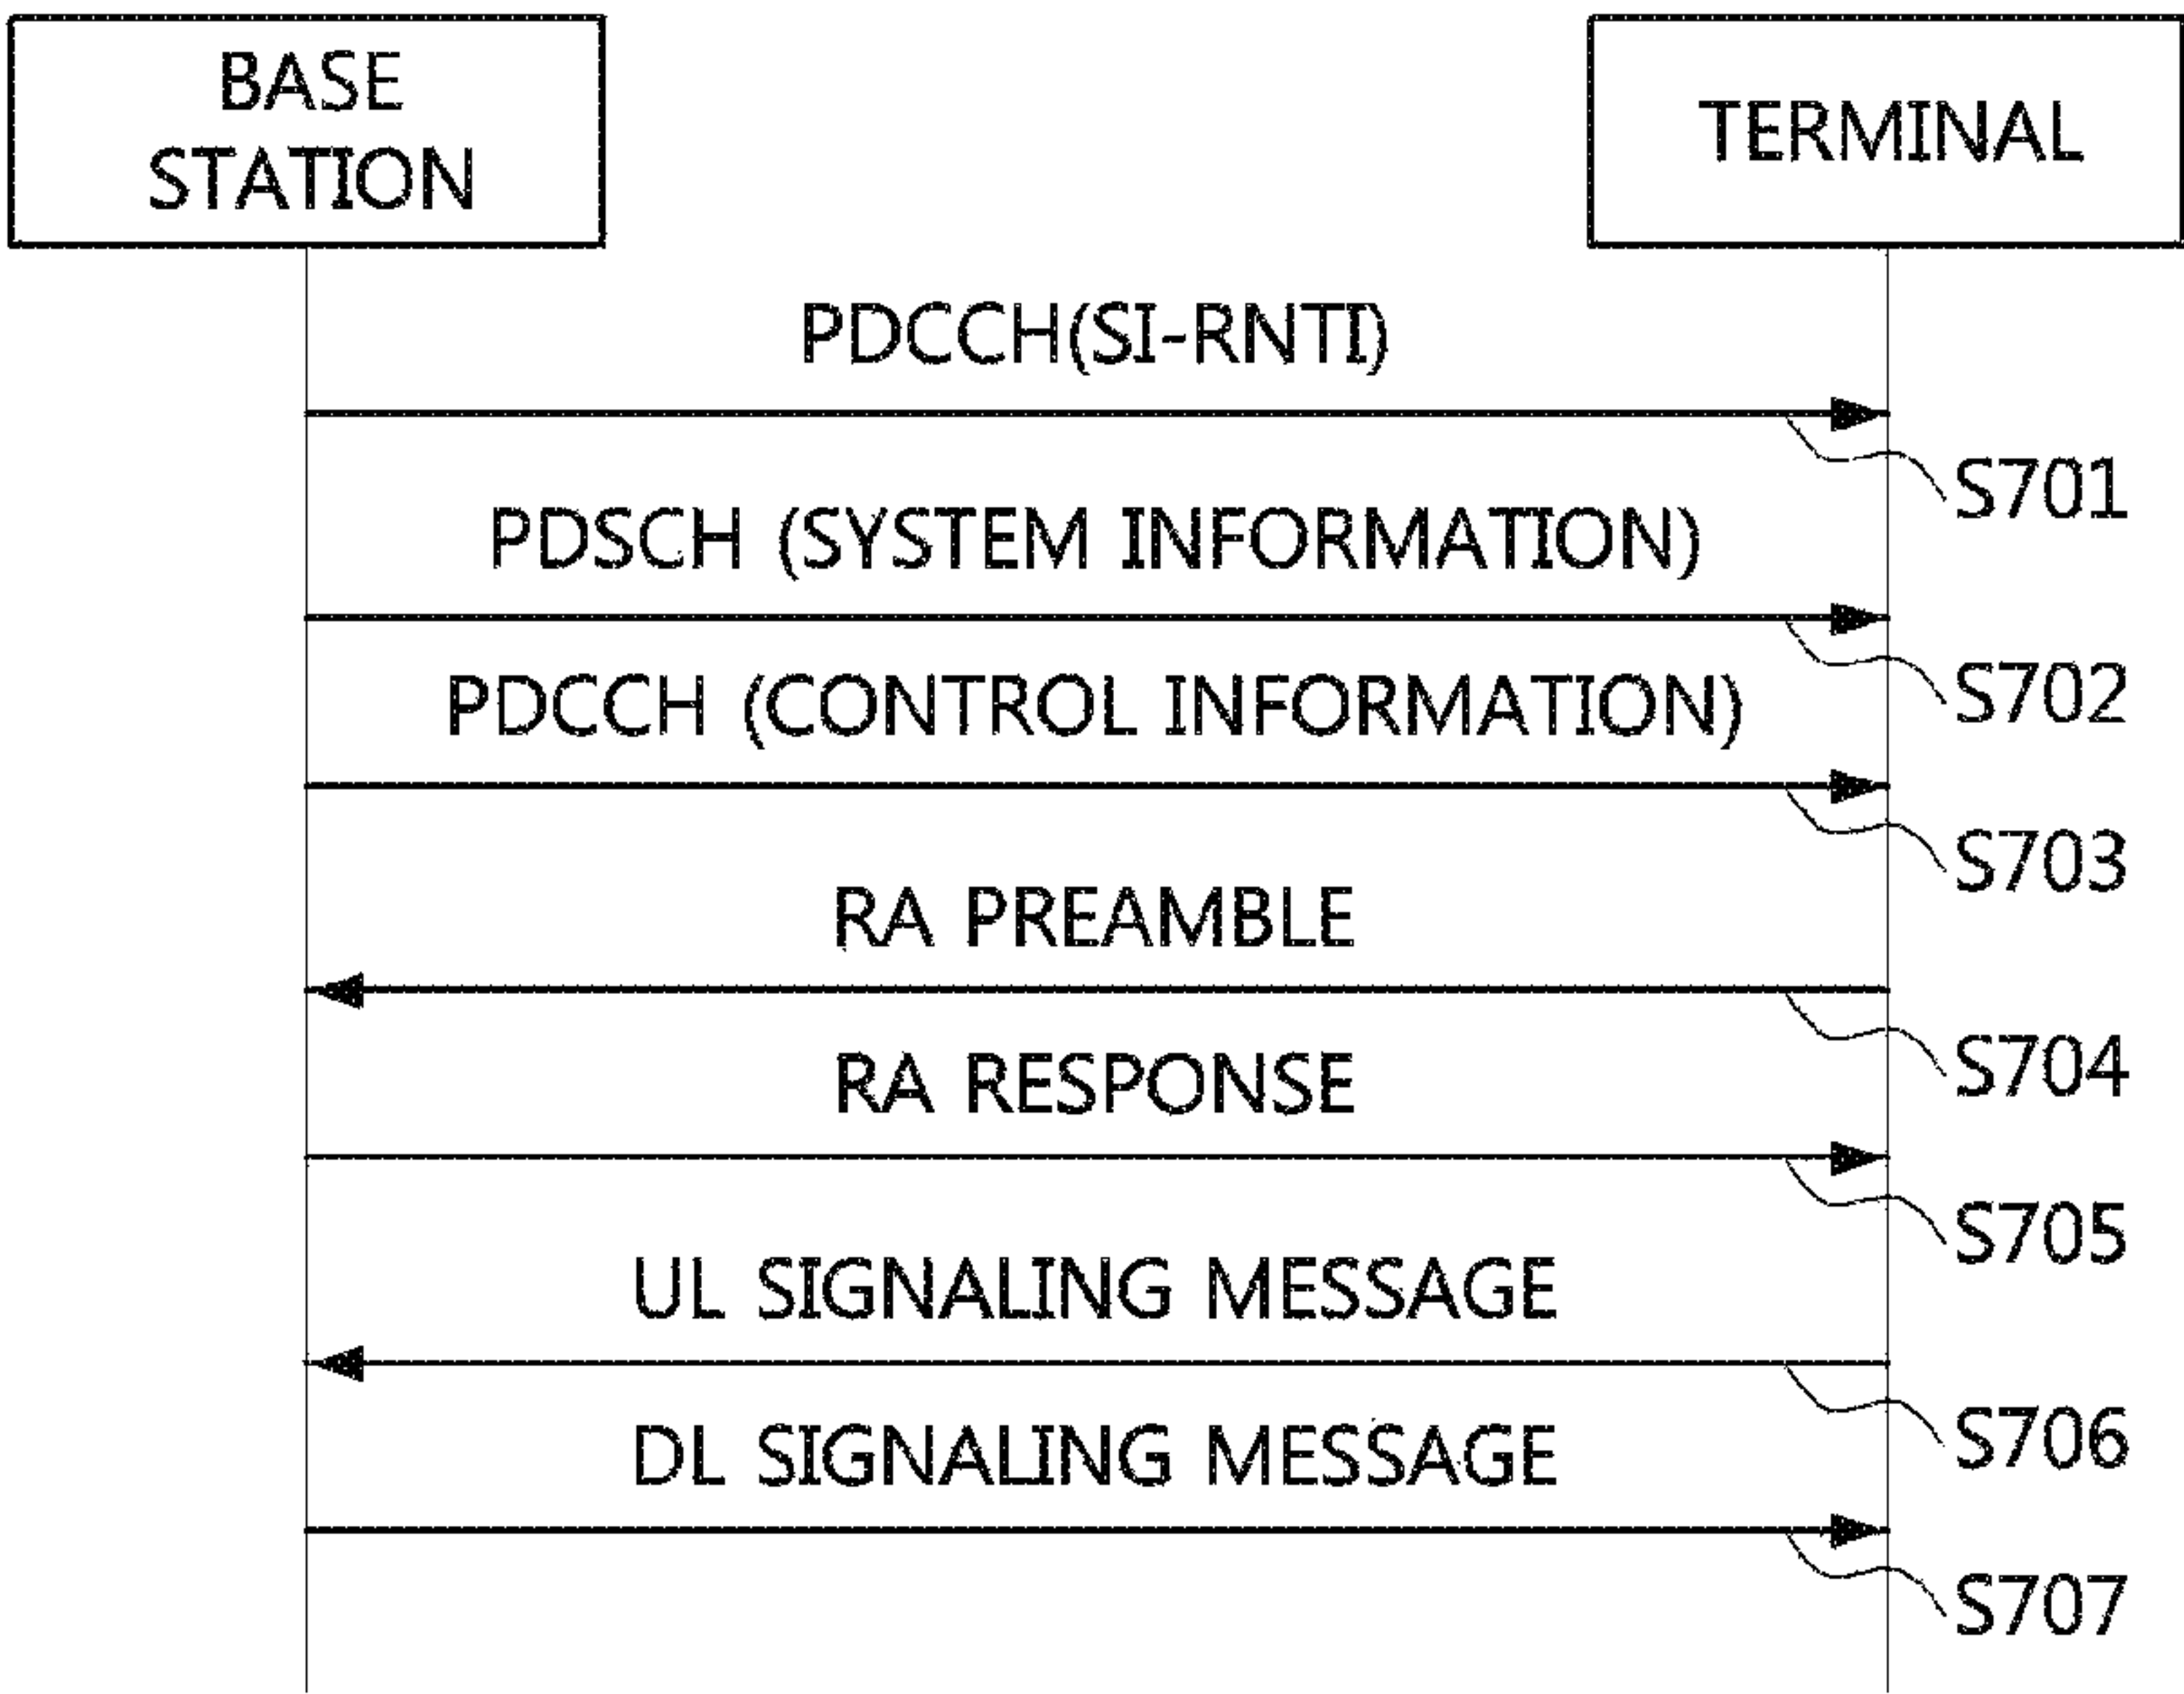 BASE
STATION
TERMINAL
PDCCH(SI-RNTI)
S701
PDSCH (SYSTEM INFORMATION)
S702
PDCCH (CONTROL INFORMATION)
S703
RA PREAMBLE
S704
RA RESPONSE
S705
UL SIGNALING MESSAGE
S706
DL SIGNALING MESSAGE
S707